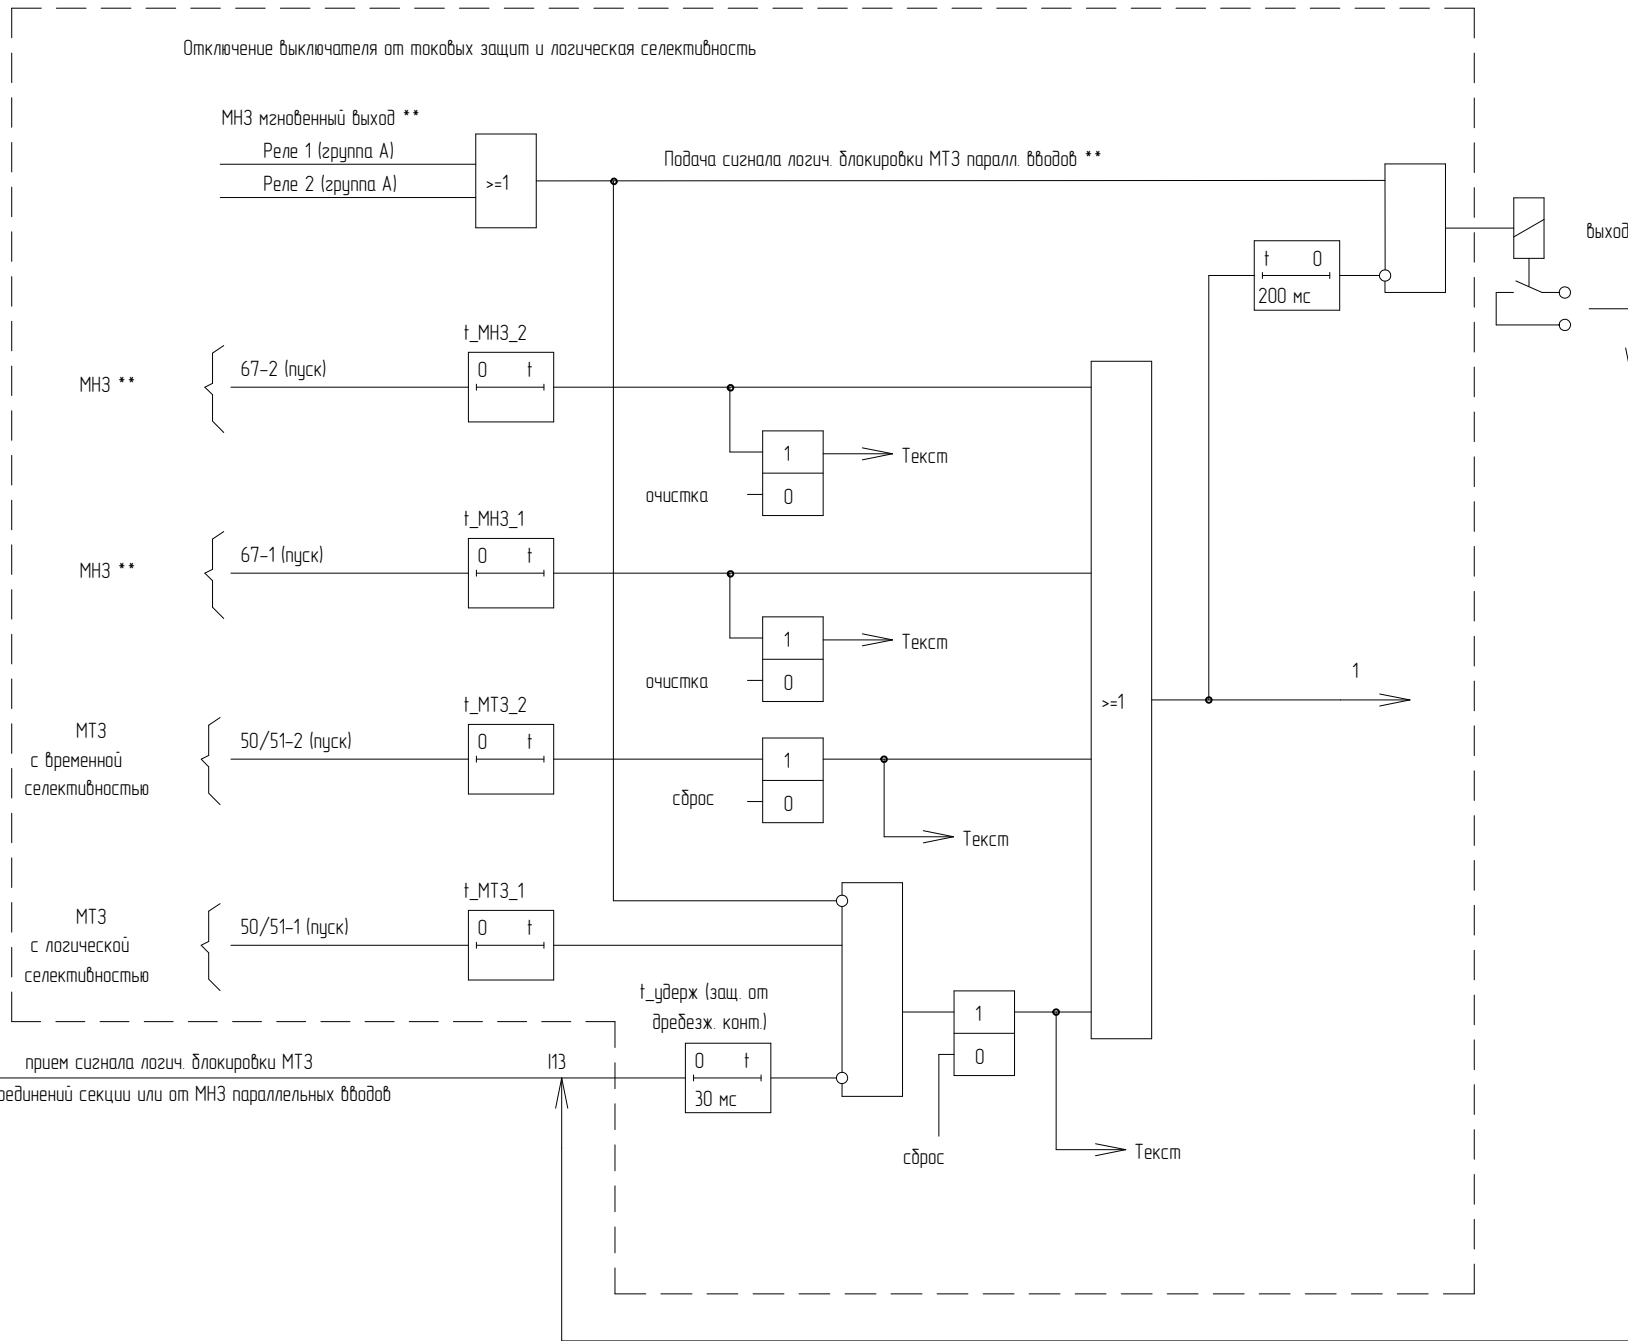 Отключение выключателя от токовых защит и логическая селективность
МНЗ мгновенный выход **
Реле 1 (группа А)
Реле 2 (группа А)
>=1
Подача сигнала логич. блокировки МТЗ паралл. вводов **
выход
t 0
200 мс
t_МНЗ_2
МНЗ **
67-2 (пуск)
0 t
1
Текст
очистка
0
t_МНЗ_1
МНЗ **
67-1 (пуск)
0 t
1
Текст
очистка
0
t_МТЗ_2
МТЗ
с временной
селективностью
50/51-2 (пуск)
0 t
1
сброс
0
Текст
>=1
1
t_МТЗ_1
МТЗ
с логической
селективностью
50/51-1 (пуск)
0 t
t_удерж (защ. от
дребезж. конт.)
0 t
30 мс
1
0
сброс
Текст
прием сигнала логич. блокировки МТЗ
I13
единений секции или от МНЗ параллельных вводов